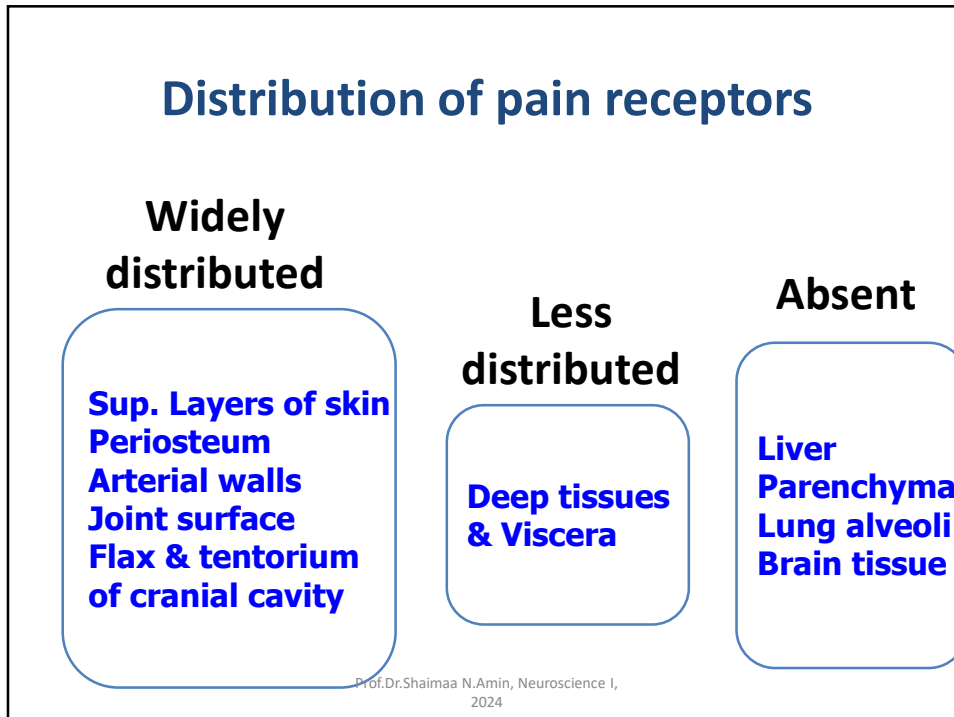 Distribution of pain receptors
Widely
distributed
Sup. Layers of skin
Periosteum
Arterial walls
Joint surface
Flax & tentorium
of cranial cavity
Less
distributed
Deep tissues
& Viscera
Absent
Liver
Parenchyma
Lung alveoli
Brain tissue
Prof.Dr.Shaimaa N.Amin, Neuroscience I,
2024